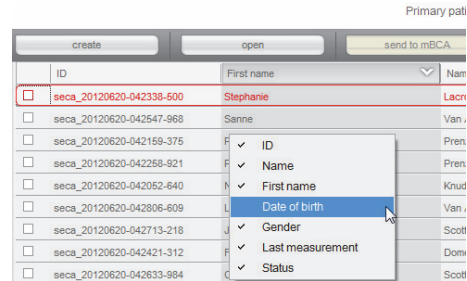 Primary pati
create open send to mBCA
ID First name Nam
seca_20120620-042338-500 Stephanie Lacro
seca_20120620-042547-968 Sanne Van
seca_20120620-042159-375 Pren
seca_20120620-042258-921 Pren
seca_20120620-042052-640 Knud
seca_20120620-042806-609 Van
seca_20120620-042713-218 Scott
seca_20120620-042421-312 Dome
seca_20120620-042633-984 Scott
ID
Name
First name
Date of birth
Gender
Last measurement
Status